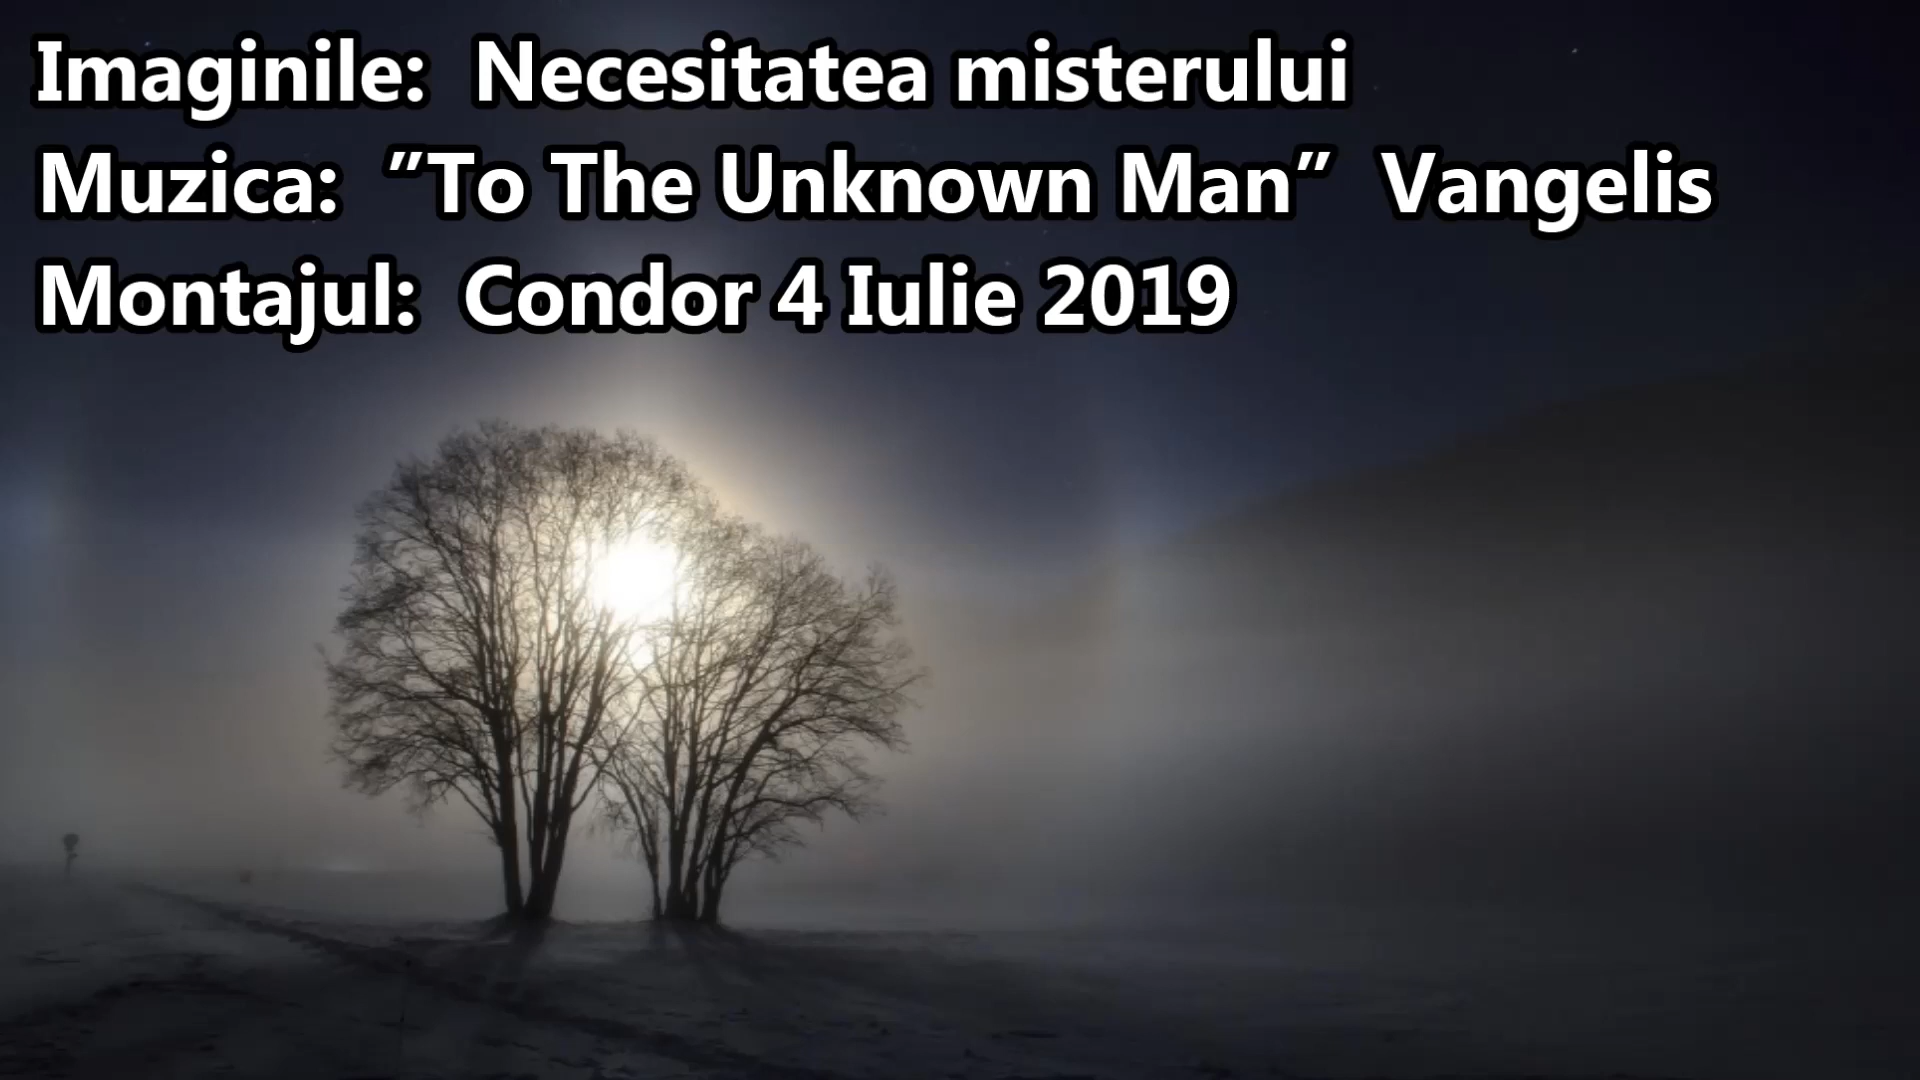 Imaginile:  Necesitatea misterului
Muzica:  ”To The Unknown Man”  Vangelis
Montajul:  Condor 4 Iulie 2019